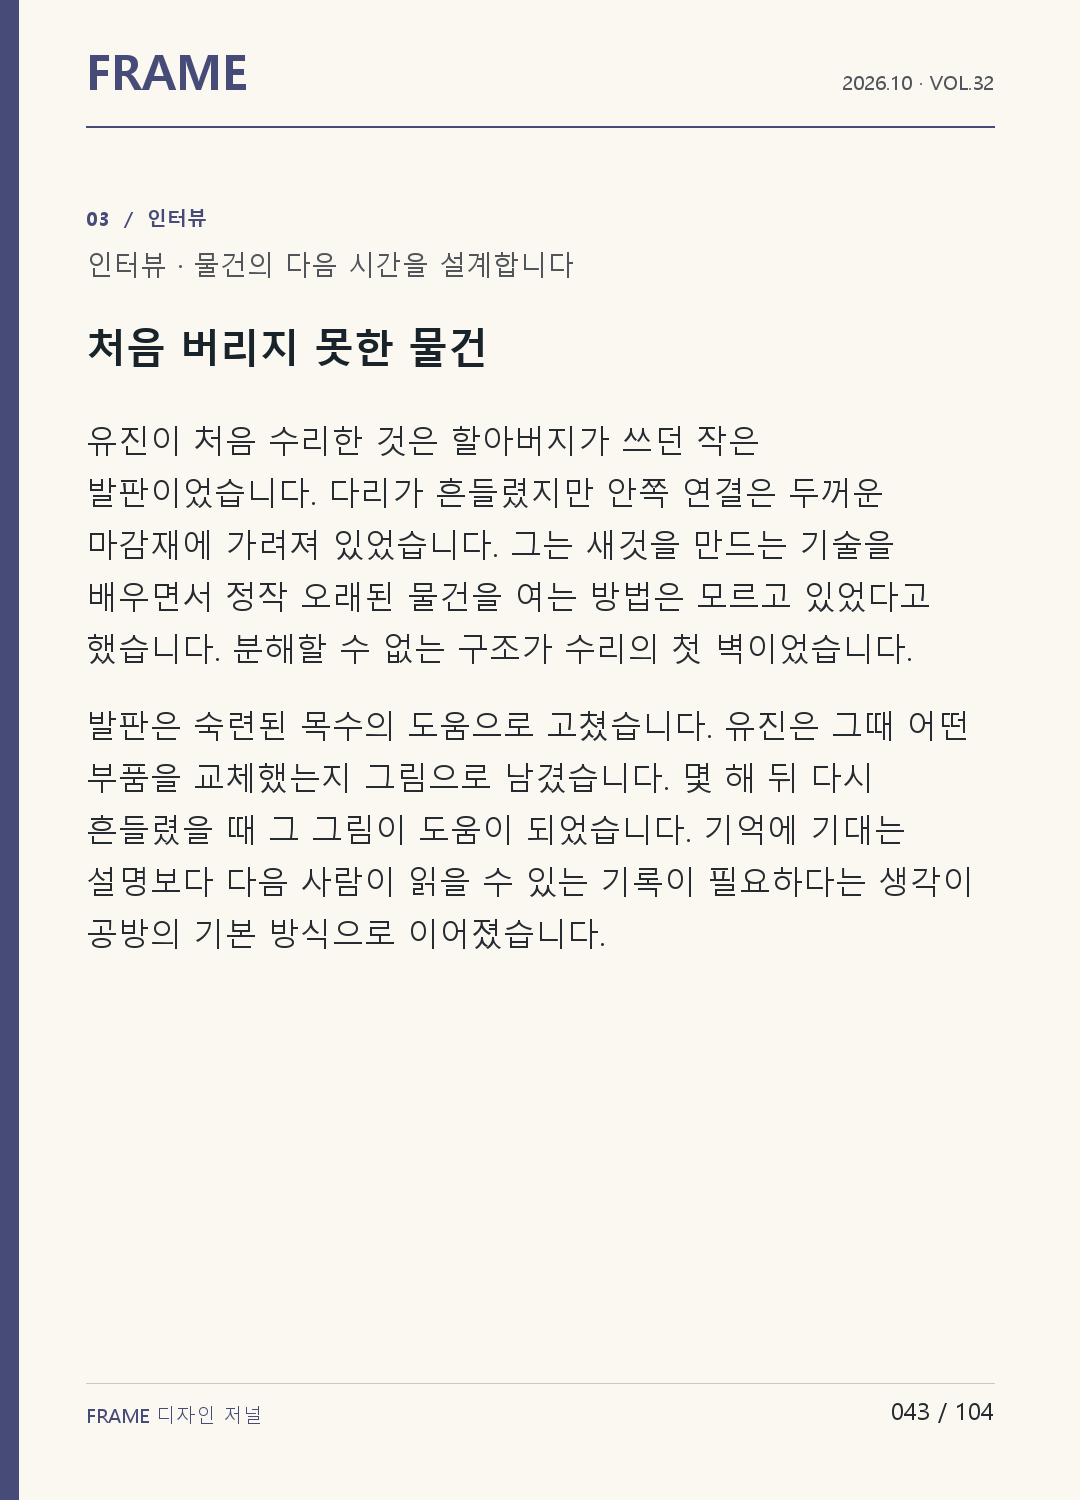 FRAME
2026.10 · VOL.32
03 / 인터뷰
인터뷰 · 물건의 다음 시간을 설계합니다
처음 버리지 못한 물건
유진이 처음 수리한 것은 할아버지가 쓰던 작은
발판이었습니다. 다리가 흔들렸지만 안쪽 연결은 두꺼운
마감재에 가려져 있었습니다. 그는 새것을 만드는 기술을
배우면서 정작 오래된 물건을 여는 방법은 모르고 있었다고
했습니다. 분해할 수 없는 구조가 수리의 첫 벽이었습니다.
발판은 숙련된 목수의 도움으로 고쳤습니다. 유진은 그때 어떤
부품을 교체했는지 그림으로 남겼습니다. 몇 해 뒤 다시
흔들렸을 때 그 그림이 도움이 되었습니다. 기억에 기대는
설명보다 다음 사람이 읽을 수 있는 기록이 필요하다는 생각이
공방의 기본 방식으로 이어졌습니다.
FRAME 디자인 저널
043 / 104